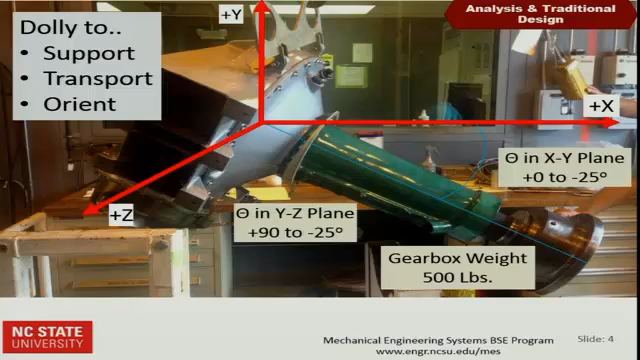 Analysis & Traditional
Design
Dolly to..
• Support
• Transport
• Orient
+Y
+X
+Z
Θ in X-Y Plane
+0 to -25°
Θ in Y-Z Plane
+90 to -25°
Gearbox Weight
500 Lbs.
NC STATE
UNIVERSITY
Mechanical Engineering Systems BSE Program
www.engr.ncsu.edu/mes
Slide: 4